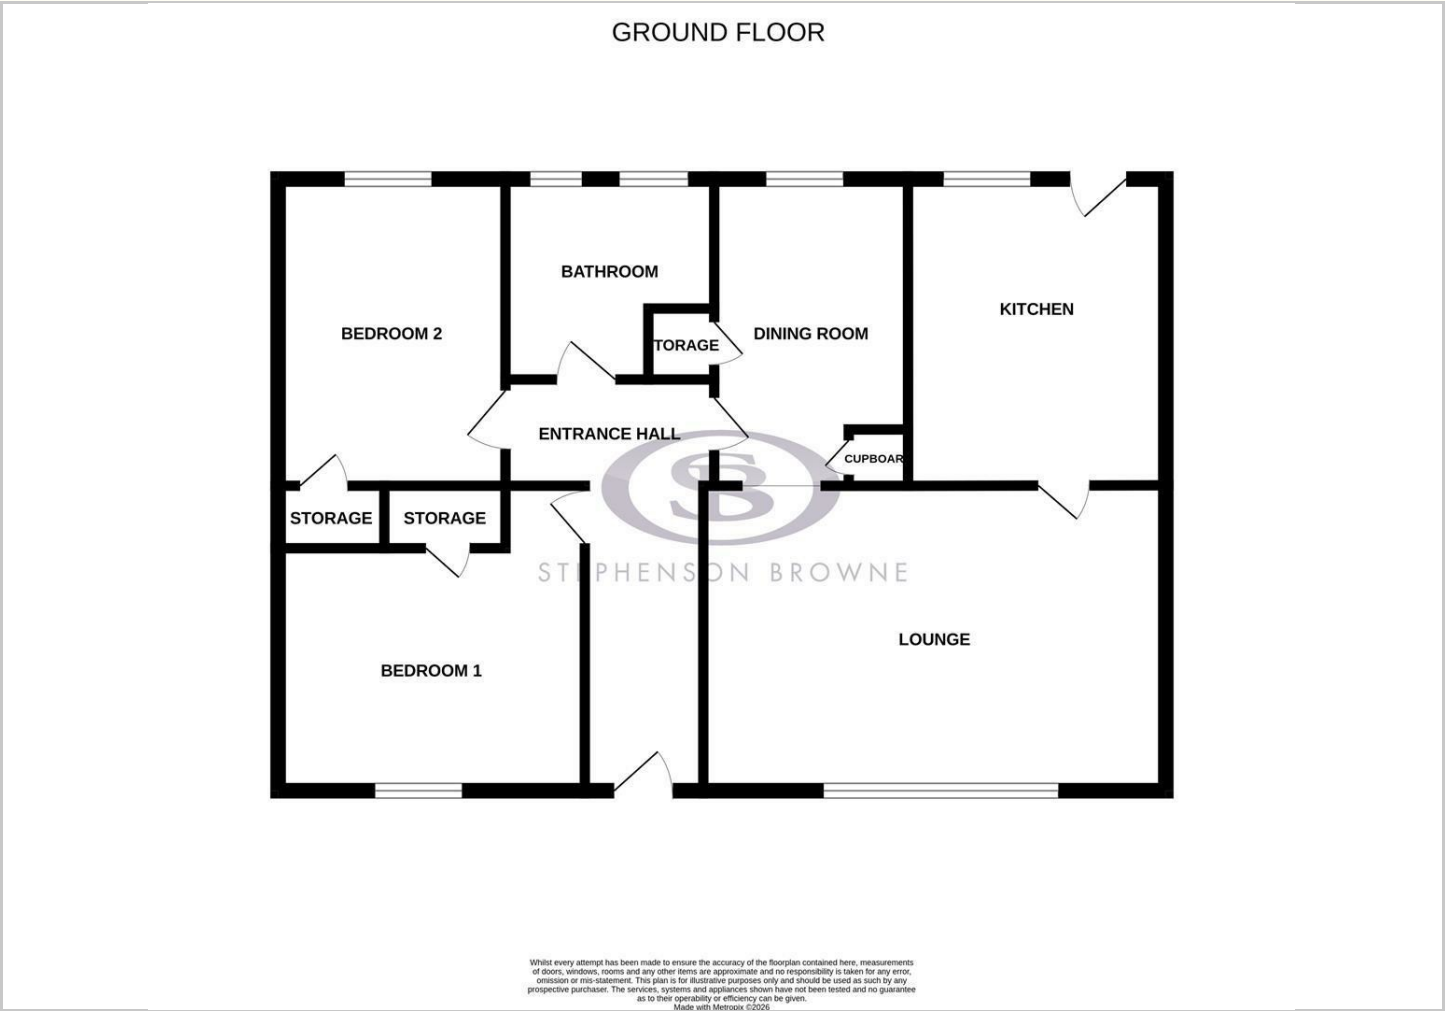 GROUND FLOOR
BATHROOM
KITCHEN
BEDROOM 2
TORAGE
DINING ROOM
ENTRANCE HALL
CUPBOAR
SB
STORAGE
STORAGE
STEPHENSON BROWNE
LOUNGE
BEDROOM 1
Whilst every attempt has been made to ensure the accuracy of the floorplan contained here, measurements
of doors, windows, rooms and any other items are approximate and no responsibility is taken for any error,
omission or mis-statement. This plan is for illustrative purposes only and should be used as such by any
prospective purchaser. The services, systems and appliances shown have not been tested and no guarantee
as to their operability or efficiency can be given.
Made with Metropix ©2026